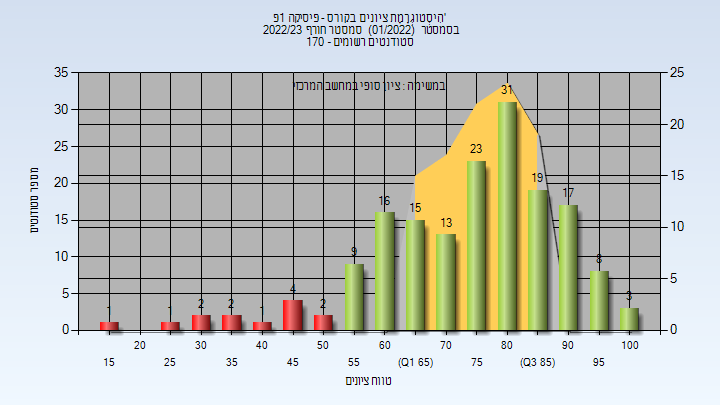 היסטוגרמת ציונים בקורס - פיסיקה 1פ'
בסמסטר (01/2022) סמסטר חורף 2022/23
סטודנטים רשומים - 170
במשימה : ציון סופי במחשב המרכזי
מספר סטודנטים
35
30
25
20
15
10
5
0
25
20
15
10
5
0
- - 2 2 - 4 2 9 16 15 13 23 31 19 17 8 3
20 30 40 50 60 70 80 90 100
15 25 35 45 55 (Q1 65) 75 (Q3 85) 95
טווח ציונים